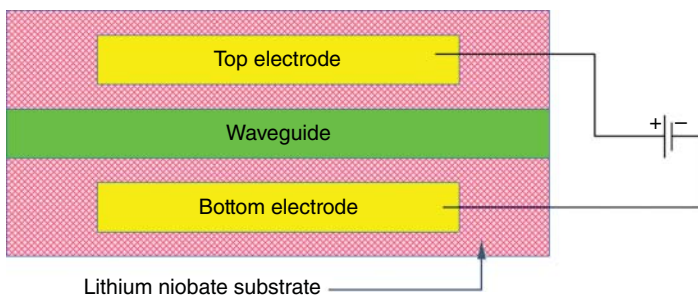 Top electrode
+ −
Waveguide
Bottom electrode
Lithium niobate substrate